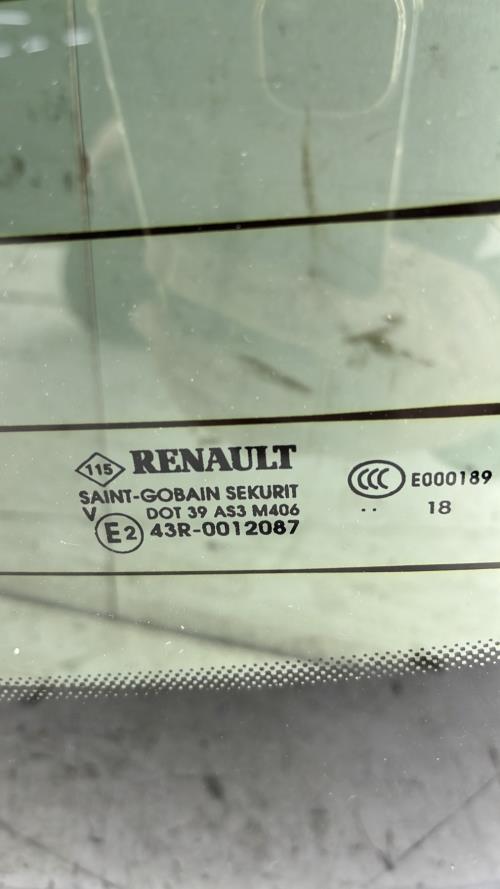 115 RENAULT
SAINT-GOBAIN SEKURIT
V DOT 39 AS3 M406
E2 43R-0012087
CCC E000189
.. 18